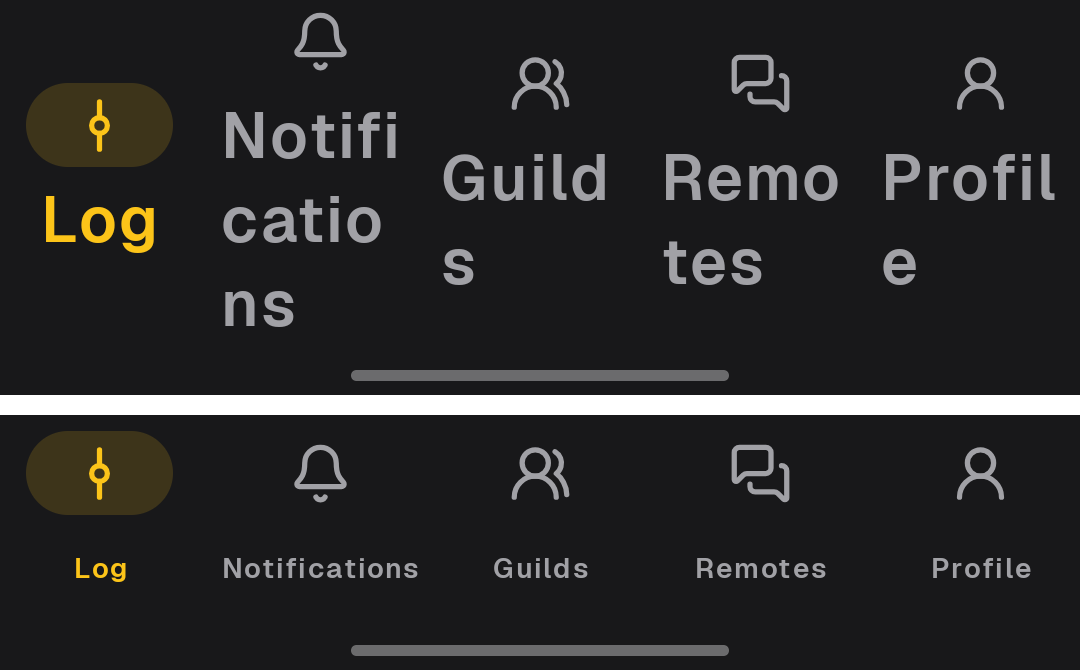 Log
Notifi
catio
ns
Guild
s
Remo
tes
Profil
e
Log
Notifications
Guilds
Remotes
Profile